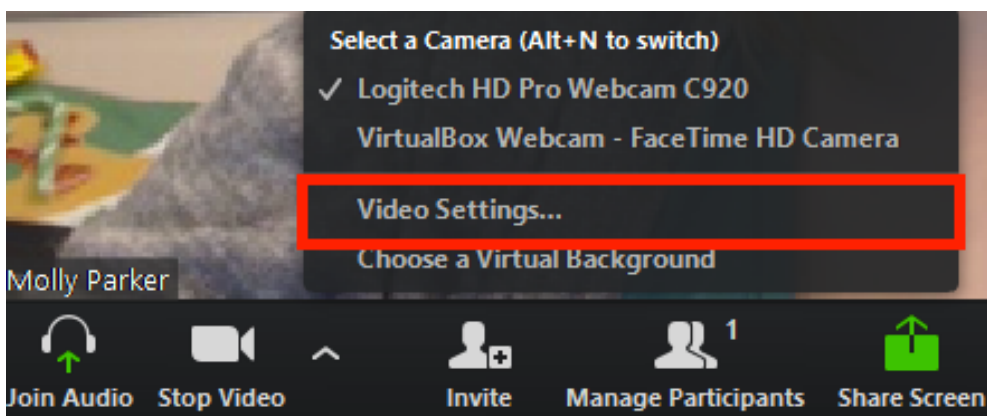 Select a Camera (Alt+N to switch)
Logitech HD Pro Webcam C920
VirtualBox Webcam - FaceTime HD Camera
Video Settings...
Choose a Virtual Background
Molly Parker
1
Join Audio Stop Video Invite Manage Participants Share Screen